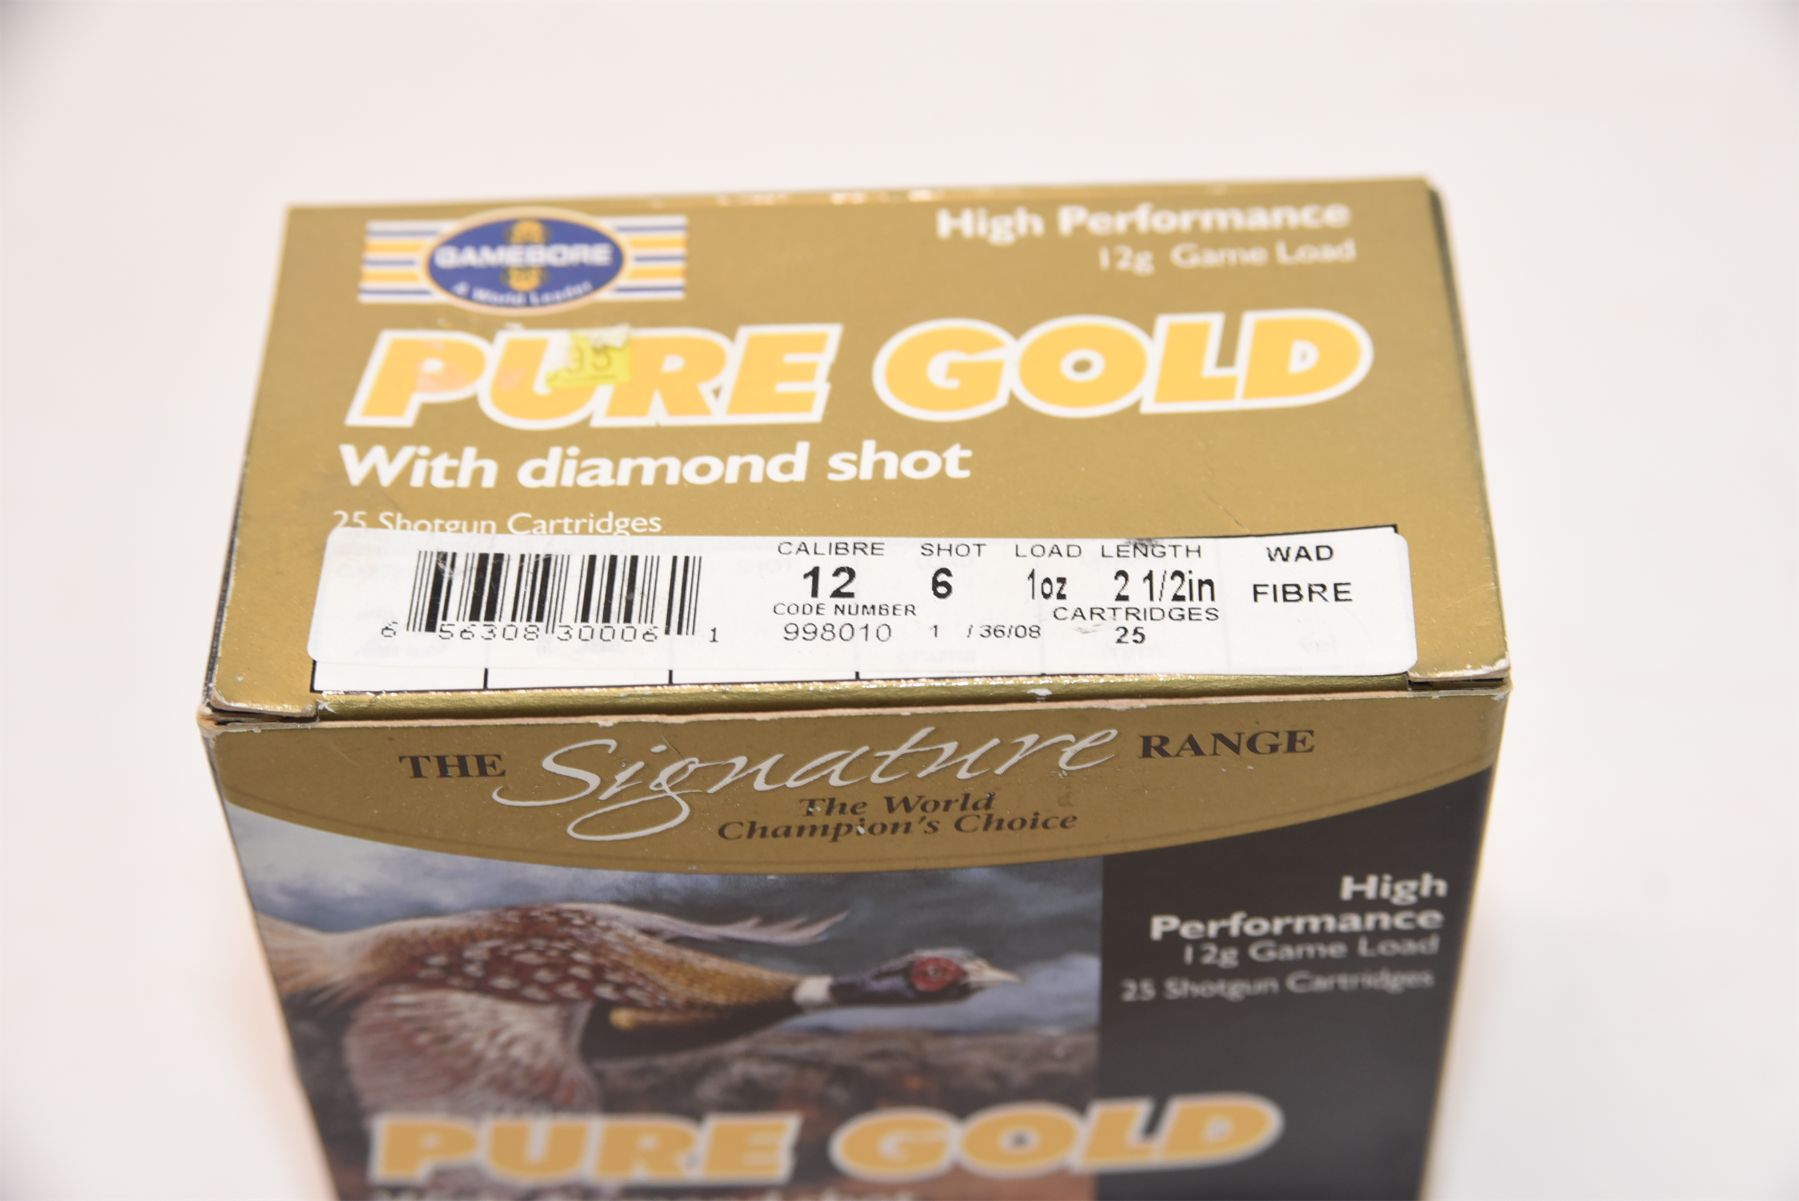 GAMEBORE
A World Leader
High Performance
12g Game Load
PURE GOLD
With diamond shot
25 Shotgun Cartridges
CALIBRE SHOT LOAD LENGTH WAD
12 6 1oz 2 1/2in FIBRE
CODE NUMBER CARTRIDGES
6 56308 30006 1 998010 1 /36/08 25
THE Signature RANGE
The World
Champion's Choice
High
Performance
12g Game Load
25 Shotgun Cartridges
PURE GOLD